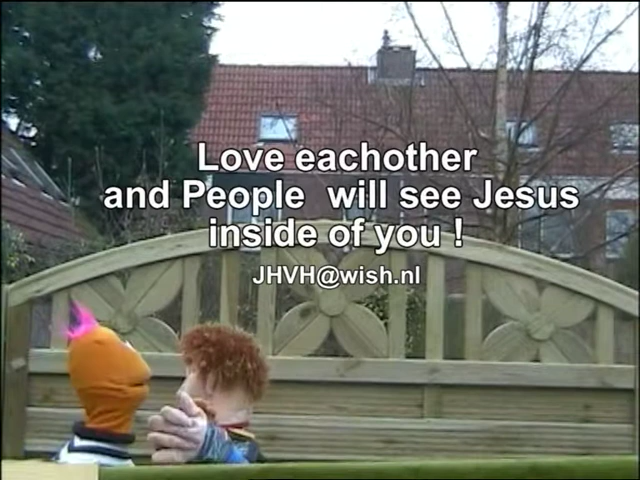 Love eachother
and People will see Jesus
inside of you !
JHVH@wish.nl